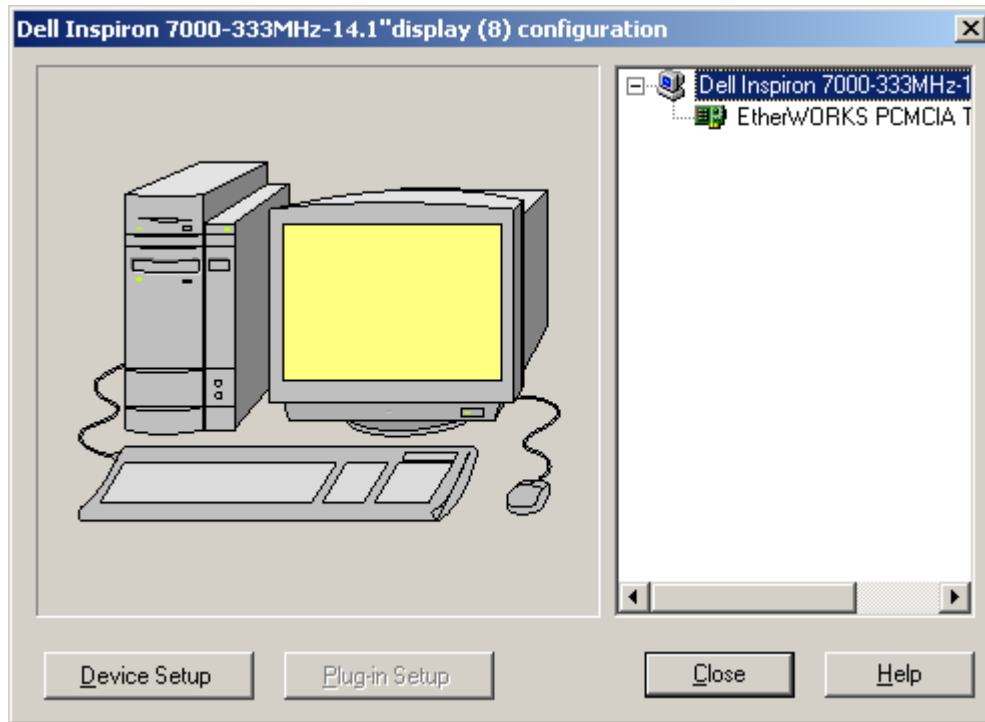 Dell Inspiron 7000-333MHz-14.1"display (8) configuration
Dell Inspiron 7000-333MHz-1
EtherWORKS PCMCIA T
Device Setup
Plug-in Setup
Close
Help